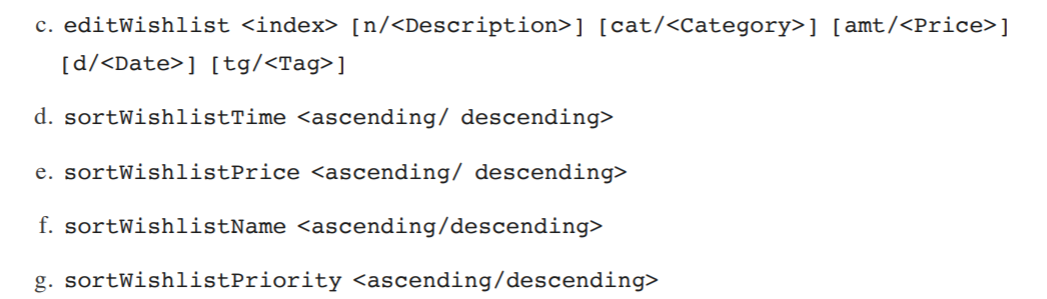 c. editWishlist <index> [n/<Description>] [cat/<Category>] [amt/<Price>]
[d/<Date>] [tg/<Tag>]
d. sortWishlistTime <ascending/ descending>
e. sortWishlistPrice <ascending/ descending>
f. sortWishlistName <ascending/descending>
g. sortWishlistPriority <ascending/descending>